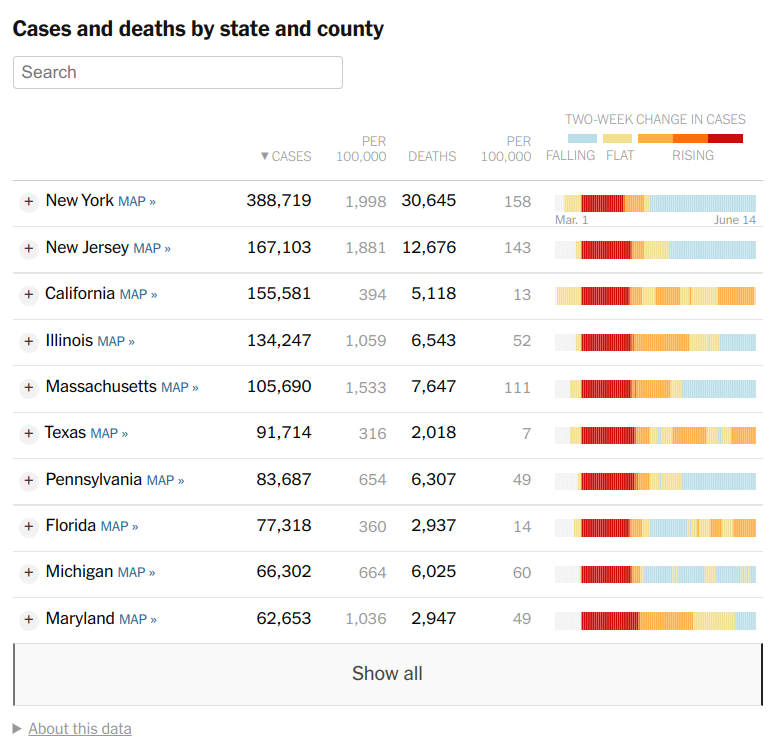 Cases and deaths by state and county
Search
TWO-WEEK CHANGE IN CASES
▼ CASES PER 100,000 DEATHS PER 100,000 FALLING FLAT RISING
+ New York MAP » 388,719 1,998 30,645 158
Mar. 1 June 14
+ New Jersey MAP » 167,103 1,881 12,676 143
+ California MAP » 155,581 394 5,118 13
+ Illinois MAP » 134,247 1,059 6,543 52
+ Massachusetts MAP » 105,690 1,533 7,647 111
+ Texas MAP » 91,714 316 2,018 7
+ Pennsylvania MAP » 83,687 654 6,307 49
+ Florida MAP » 77,318 360 2,937 14
+ Michigan MAP » 66,302 664 6,025 60
+ Maryland MAP » 62,653 1,036 2,947 49
Show all
▶ About this data